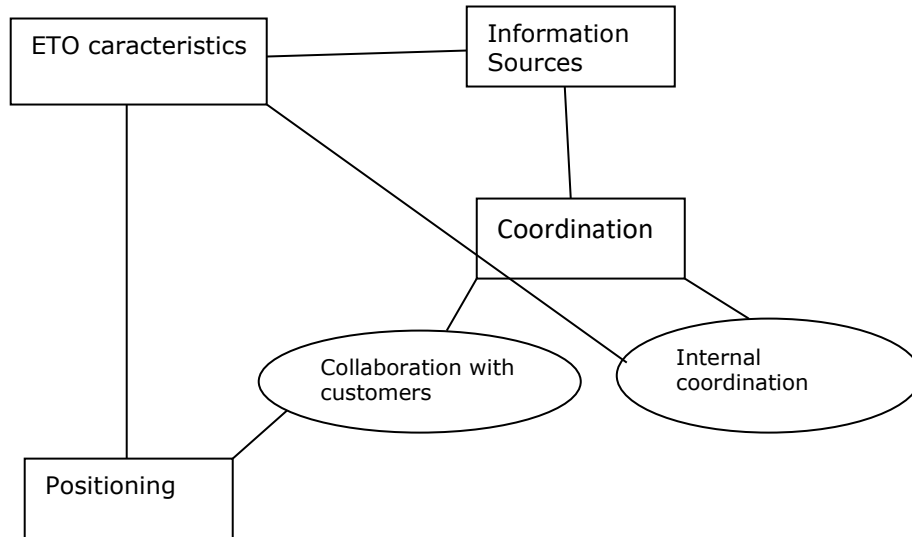 ETO caracteristics
Information
Sources
Coordination
Collaboration with
customers
Internal
coordination
Positioning